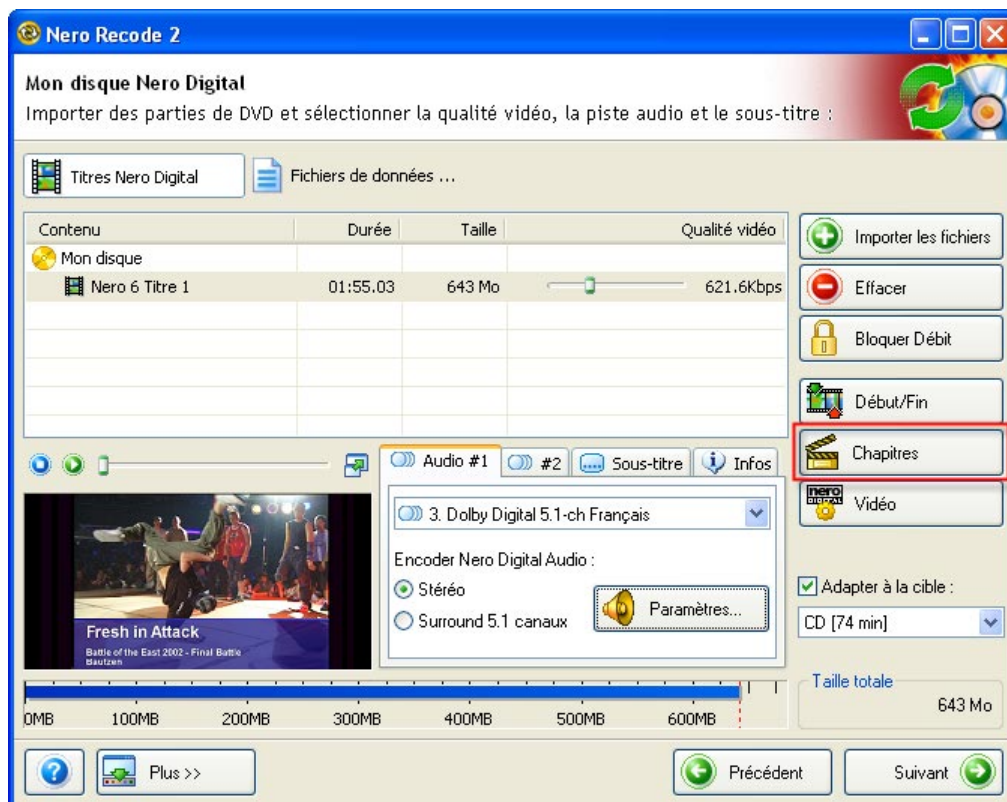 Nero Recode 2
Mon disque Nero Digital
Importer des parties de DVD et sélectionner la qualité vidéo, la piste audio et le sous-titre :
Titres Nero Digital
Fichiers de données ...
Contenu Durée Taille Qualité vidéo
Mon disque
Nero 6 Titre 1 01:55.03 643 Mo 621.6Kbps
Importer les fichiers
Effacer
Bloquer Débit
Début/Fin
Chapitres
nero DIGITAL
Vidéo
Audio #1 #2 Sous-titre Infos
3. Dolby Digital 5.1-ch Français
Encoder Nero Digital Audio :
Stéréo
Surround 5.1 canaux
Paramètres...
Fresh in Attack
Battle of the East 2002 - Final Battle
Bautzen
Adapter à la cible :
CD [74 min]
Taille totale
643 Mo
0MB 100MB 200MB 300MB 400MB 500MB 600MB
? Plus >> Précédent Suivant